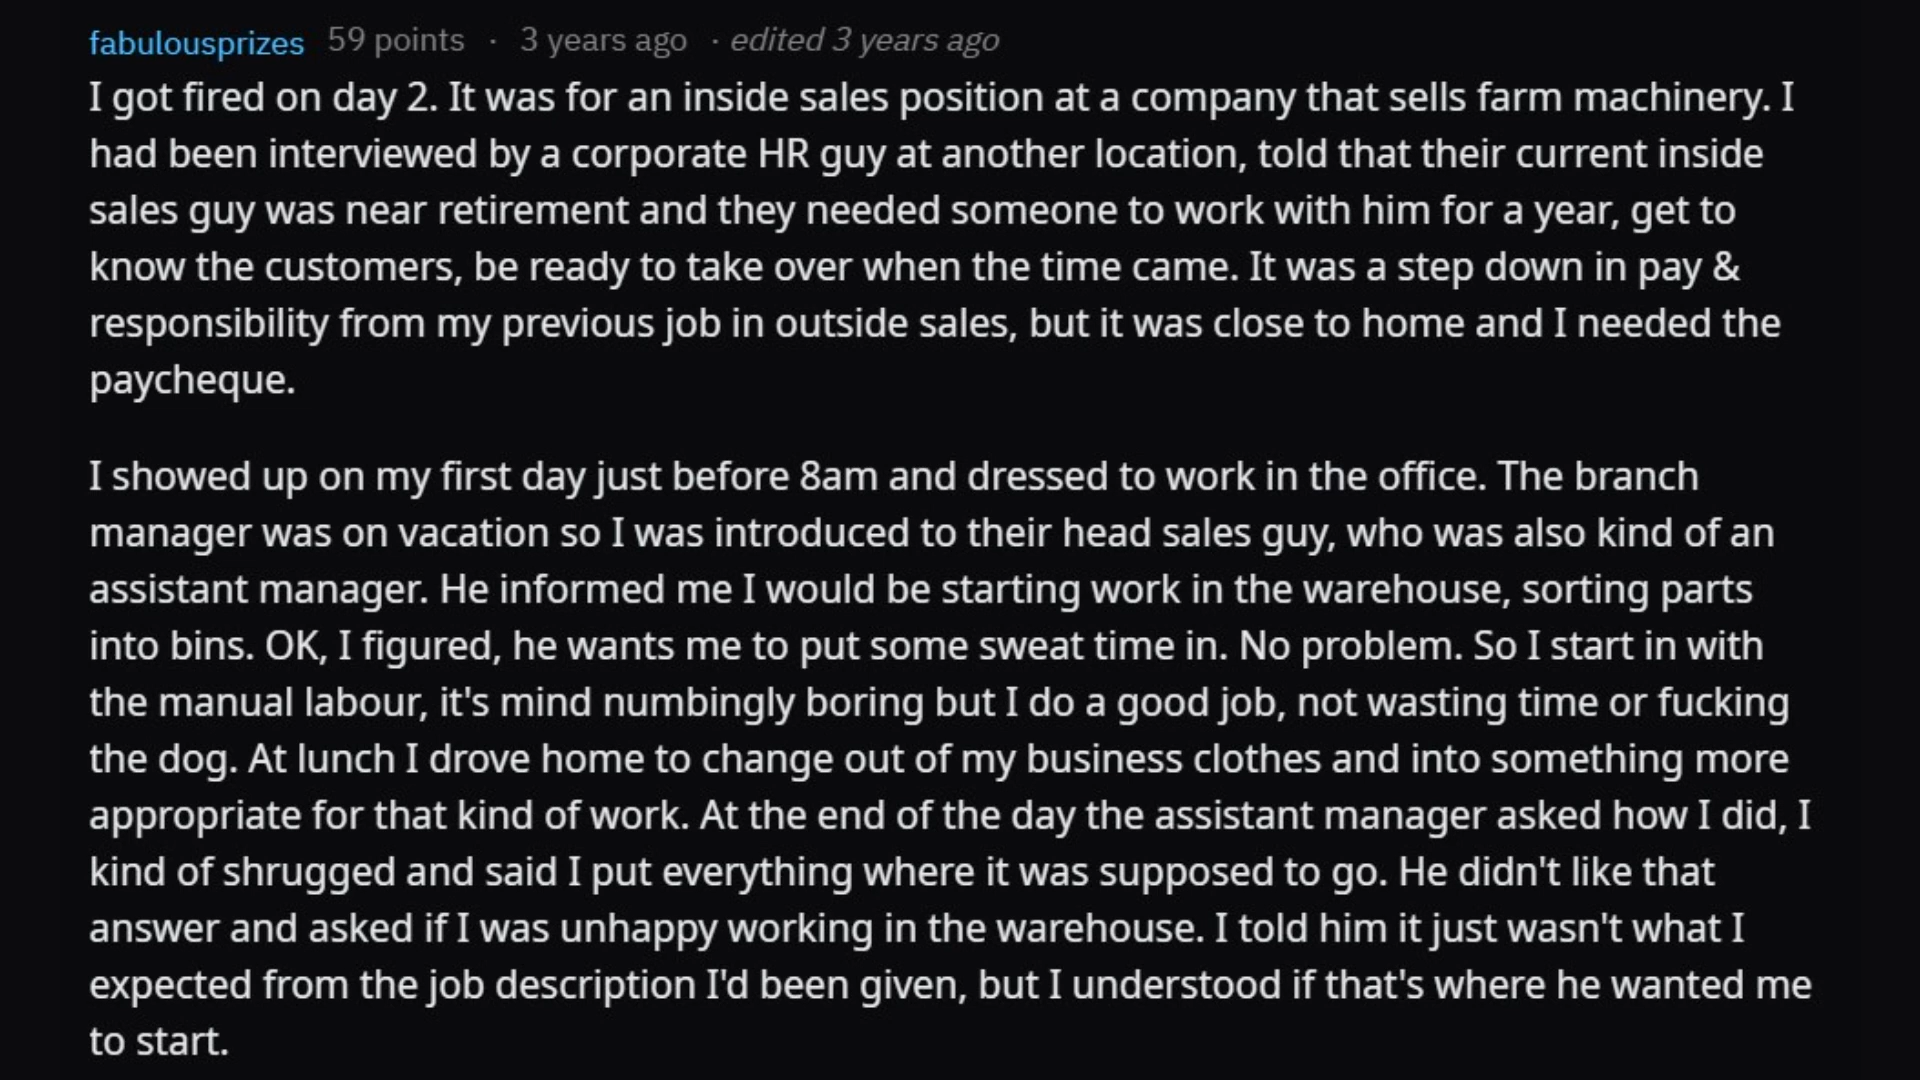 fabulousprizes 59 points · 3 years ago · edited 3 years ago
I got fired on day 2. It was for an inside sales position at a company that sells farm machinery. I
had been interviewed by a corporate HR guy at another location, told that their current inside
sales guy was near retirement and they needed someone to work with him for a year, get to
know the customers, be ready to take over when the time came. It was a step down in pay &
responsibility from my previous job in outside sales, but it was close to home and I needed the
paycheque.
I showed up on my first day just before 8am and dressed to work in the office. The branch
manager was on vacation so I was introduced to their head sales guy, who was also kind of an
assistant manager. He informed me I would be starting work in the warehouse, sorting parts
into bins. OK, I figured, he wants me to put some sweat time in. No problem. So I start in with
the manual labour, it's mind numbingly boring but I do a good job, not wasting time or fucking
the dog. At lunch I drove home to change out of my business clothes and into something more
appropriate for that kind of work. At the end of the day the assistant manager asked how I did, I
kind of shrugged and said I put everything where it was supposed to go. He didn't like that
answer and asked if I was unhappy working in the warehouse. I told him it just wasn't what I
expected from the job description I'd been given, but I understood if that's where he wanted me
to start.